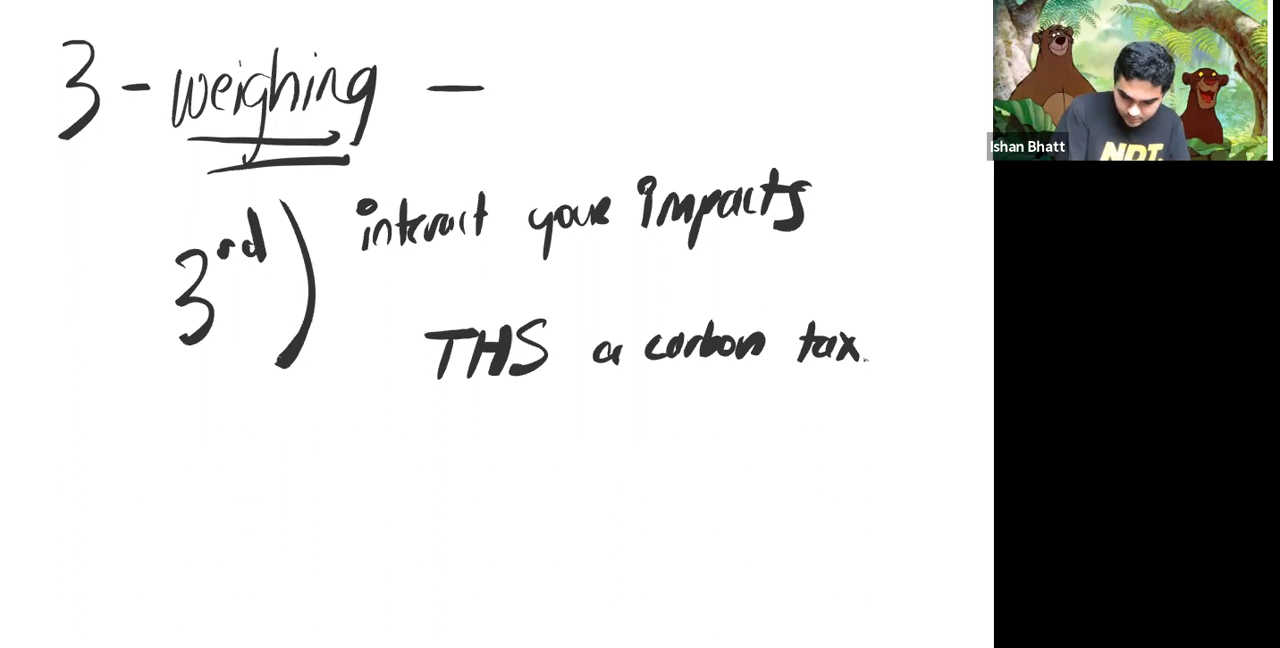 3 - weighing -
3rd) interact your impacts
THS a carbon tax.
Ishan Bhatt
NDT.